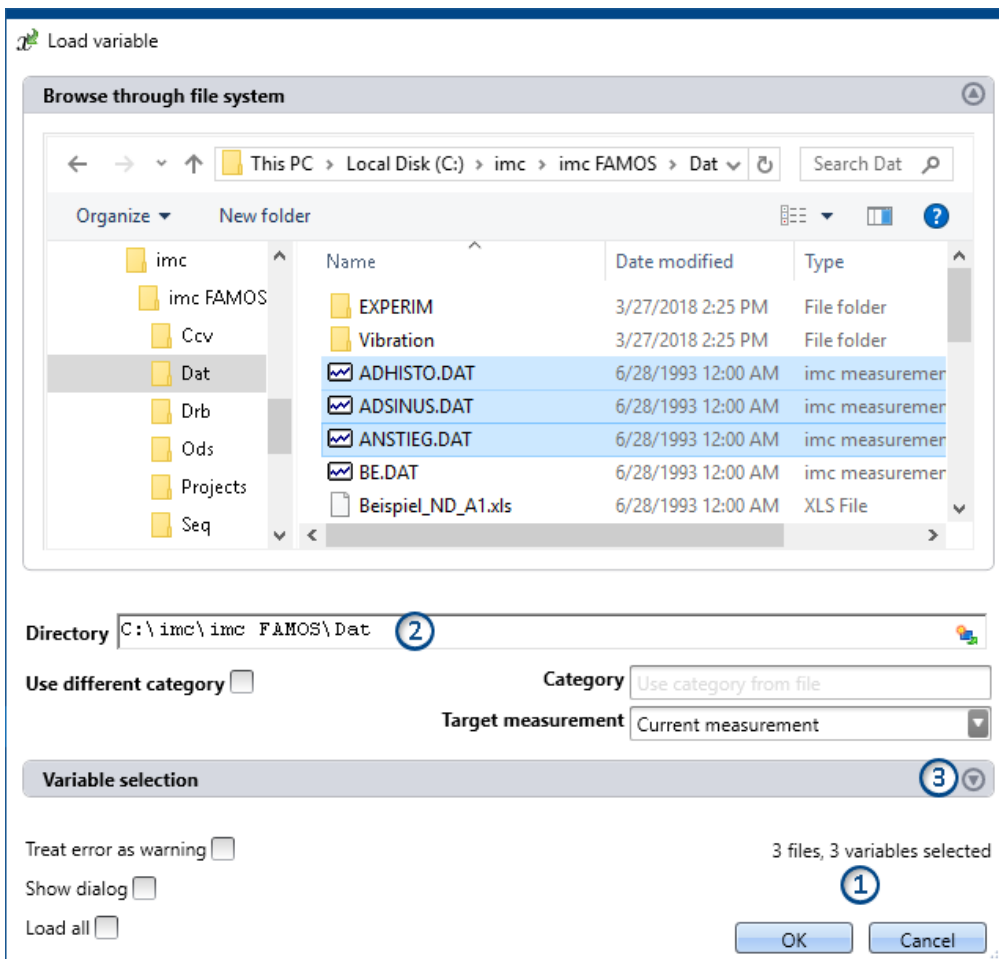 Load variable
Browse through file system
This PC > Local Disk (C:) > imc > imc FAMOS > Dat
Search Dat
Organize
New folder
?
imc
imc FAMOS
Ccv
Dat
Drb
Ods
Projects
Seq
Name
Date modified
Type
EXPERIM 3/27/2018 2:25 PM File folder
Vibration 3/27/2018 2:25 PM File folder
ADHISTO.DAT 6/28/1993 12:00 AM imc measuremer
ADSINUS.DAT 6/28/1993 12:00 AM imc measuremer
ANSTIEG.DAT 6/28/1993 12:00 AM imc measuremer
BE.DAT 6/28/1993 12:00 AM imc measuremer
Beispiel_ND_A1.xls 6/28/1993 12:00 AM XLS File
Directory C:\imc\imc FAMOS\Dat 2
Use different category
Category Use category from file
Target measurement Current measurement
Variable selection 3
Treat error as warning
3 files, 3 variables selected
Show dialog
1
Load all
OK Cancel